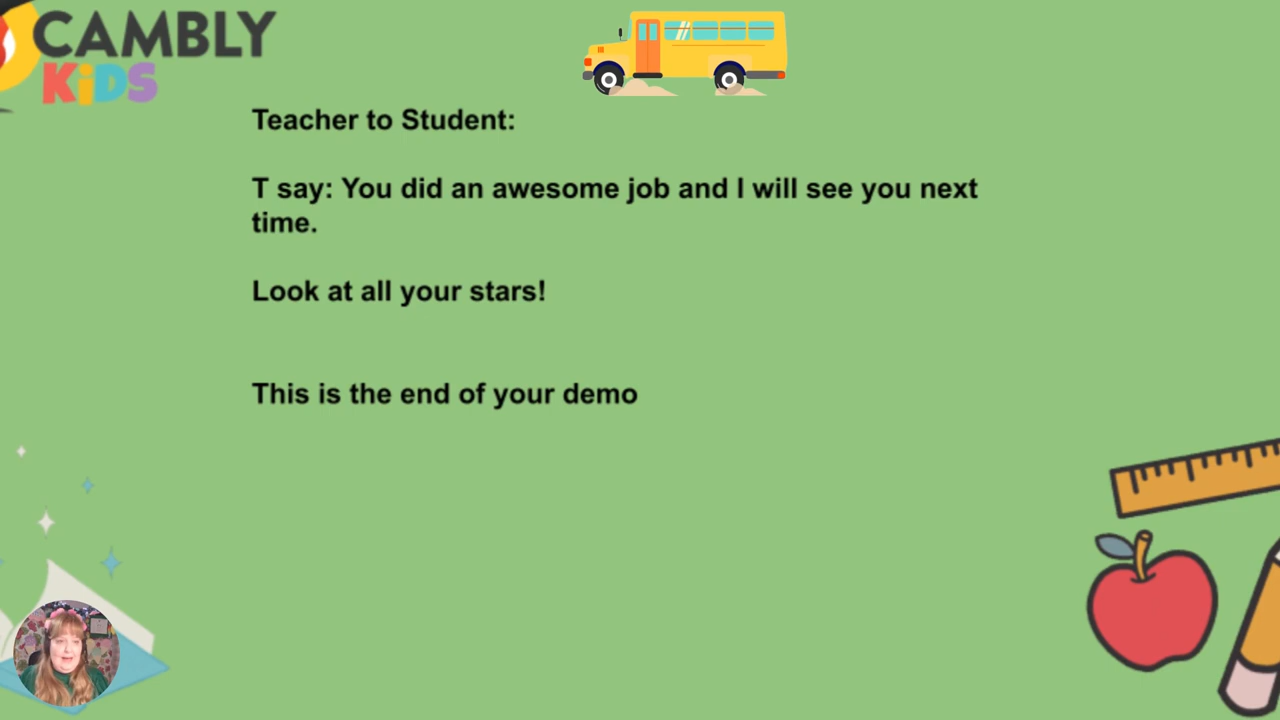 CAMBLY
KiDS
Teacher to Student:
T say: You did an awesome job and I will see you next
time.
Look at all your stars!
This is the end of your demo